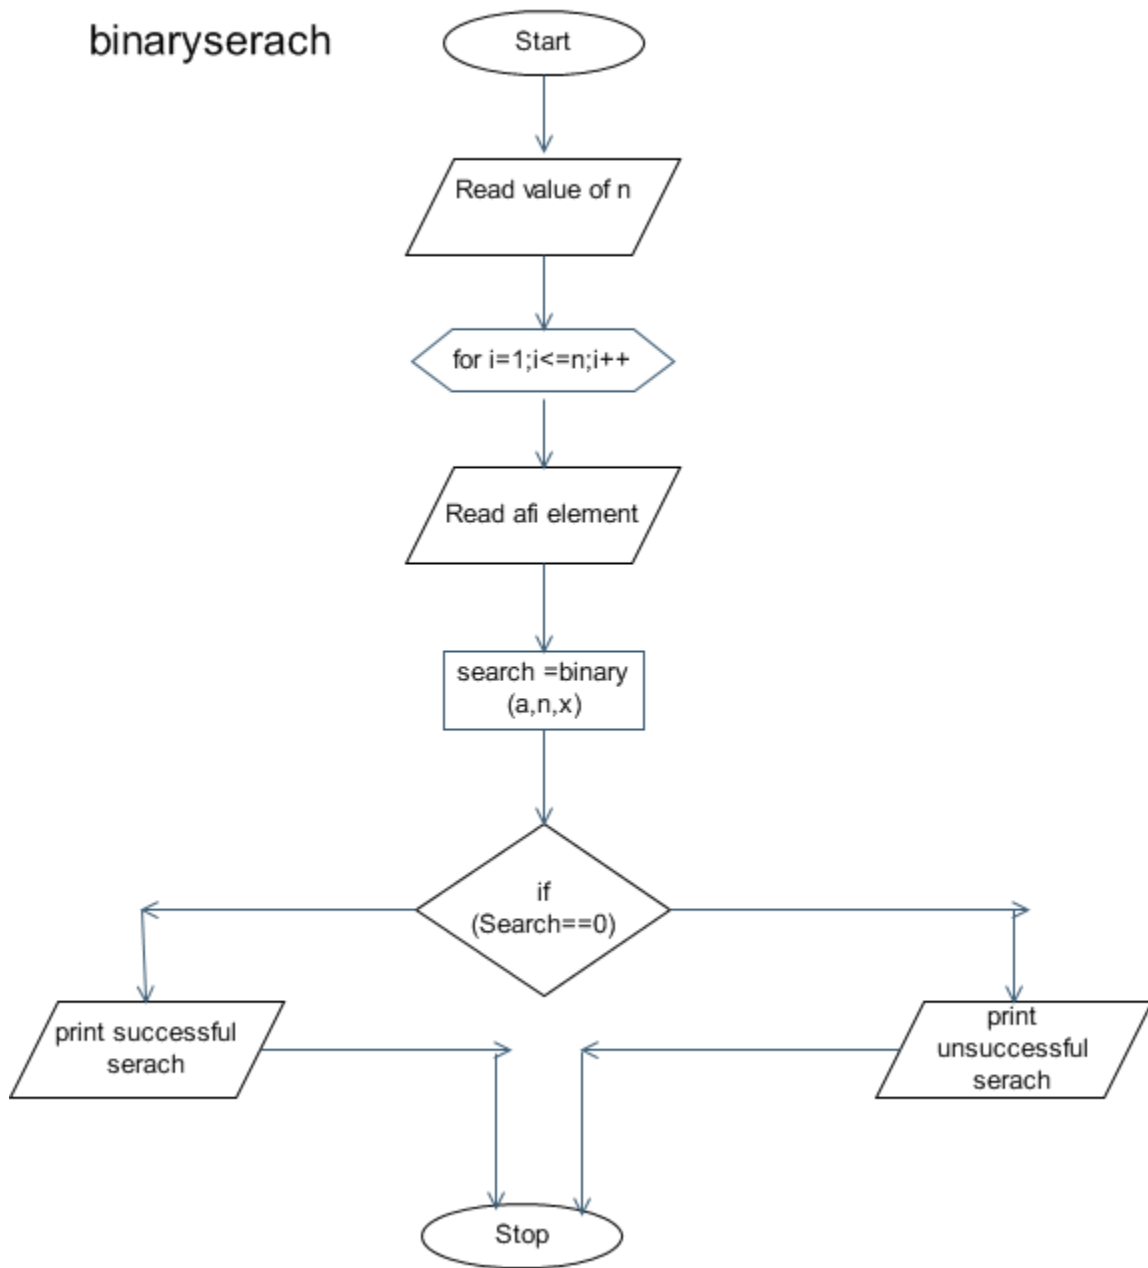 binaryserach
Start
Read value of n
for i=1;i<=n;i++
Read afi element
search =binary
(a,n,x)
if
(Search==0)
print successful
serach
print
unsuccessful
serach
Stop